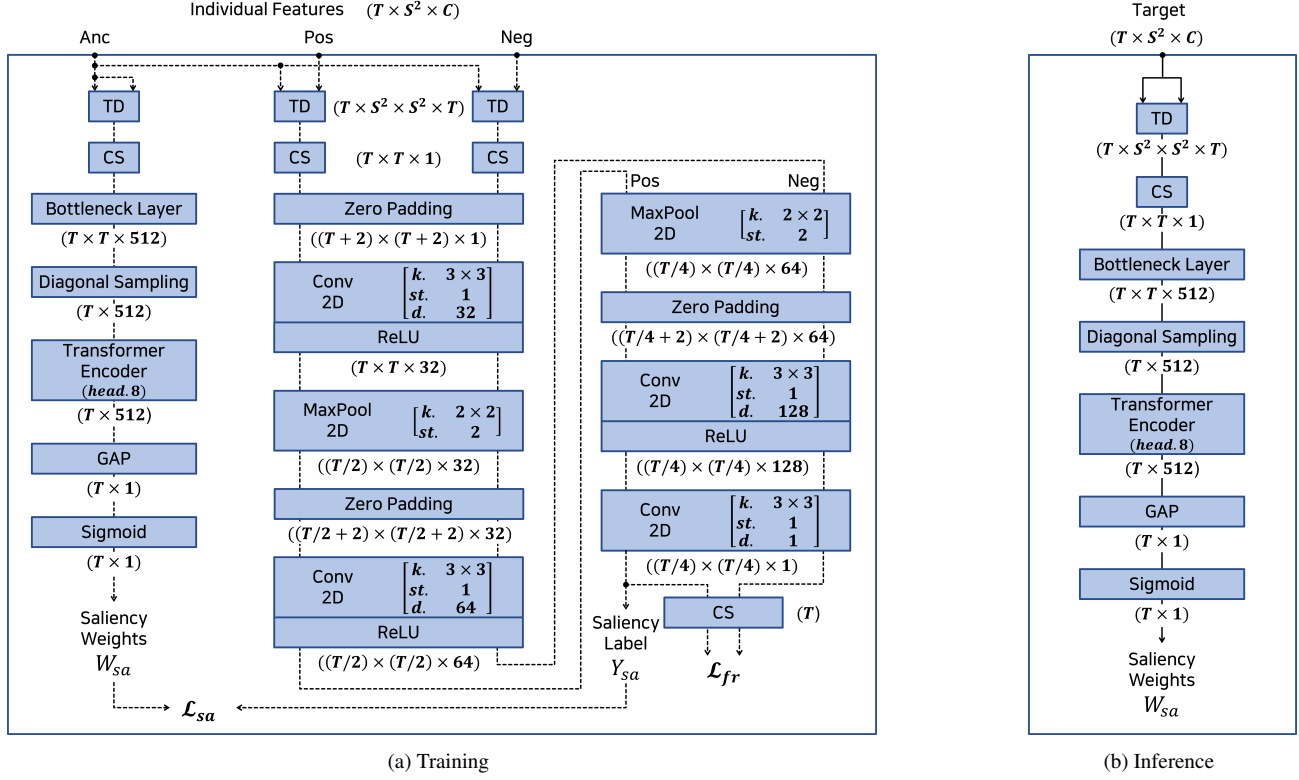 Individual Features (T × S² × C)
Anc
Pos
Neg
TD
TD
(T × S² × S² × T)
TD
CS
CS
(T × T × 1)
CS
Bottleneck Layer
(T × T × 512)
Diagonal Sampling
(T × 512)
Transformer
Encoder
(head. 8)
(T × 512)
GAP
(T × 1)
Sigmoid
(T × 1)
Saliency
Weights
W_sa
Zero Padding
((T + 2) × (T + 2) × 1)
Conv
2D
[k. 3 × 3
st. 1
d. 32]
ReLU
(T × T × 32)
MaxPool
2D
[k. 2 × 2
st. 2]
((T/2) × (T/2) × 32)
Zero Padding
((T/2 + 2) × (T/2 + 2) × 32)
Conv
2D
[k. 3 × 3
st. 1
d. 64]
ReLU
((T/2) × (T/2) × 64)
Pos
Neg
MaxPool
2D
[k. 2 × 2
st. 2]
((T/4) × (T/4) × 64)
Zero Padding
((T/4 + 2) × (T/4 + 2) × 64)
Conv
2D
[k. 3 × 3
st. 1
d. 128]
ReLU
((T/4) × (T/4) × 128)
Conv
2D
[k. 3 × 3
st. 1
d. 1]
((T/4) × (T/4) × 1)
CS
(T)
Saliency
Label
Y_sa
ℒ_fr
ℒ_sa
(a) Training
Target
(T × S² × C)
TD
(T × S² × S² × T)
CS
(T × T × 1)
Bottleneck Layer
(T × T × 512)
Diagonal Sampling
(T × 512)
Transformer
Encoder
(head. 8)
(T × 512)
GAP
(T × 1)
Sigmoid
(T × 1)
Saliency
Weights
W_sa
(b) Inference